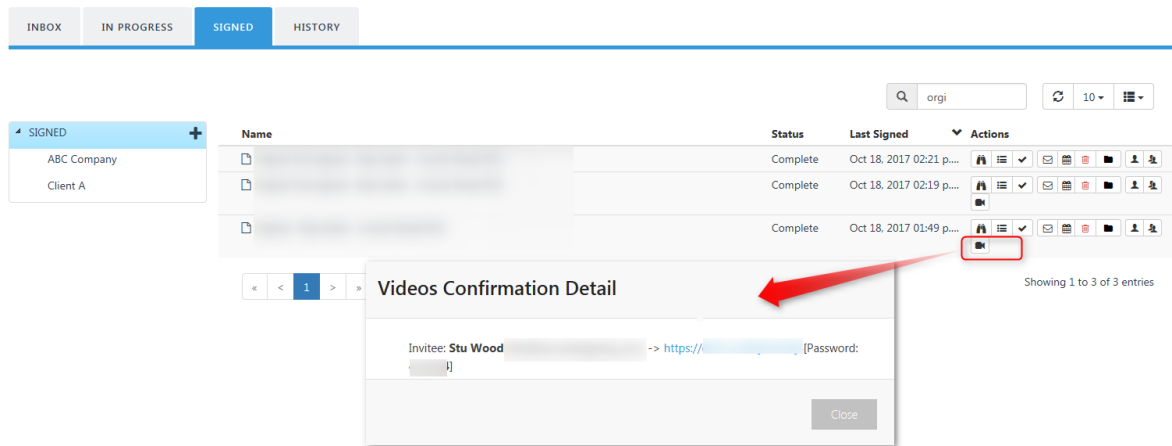 INBOX IN PROGRESS SIGNED HISTORY
orgi 10
SIGNED
ABC Company
Client A
Name Status Last Signed Actions
Complete Oct 18, 2017 02:21 p....
Complete Oct 18, 2017 02:19 p....
Complete Oct 18, 2017 01:49 p....
« < 1 > »
Showing 1 to 3 of 3 entries
Videos Confirmation Detail
Invitee: Stu Wood -> https:// [Password:
]
Close